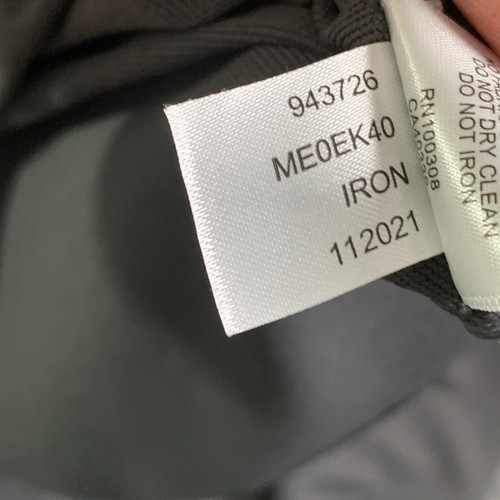 943726
ME0EK40
IRON
112021
RN100308
DO NOT DRY CLEAN
DO NOT IRON